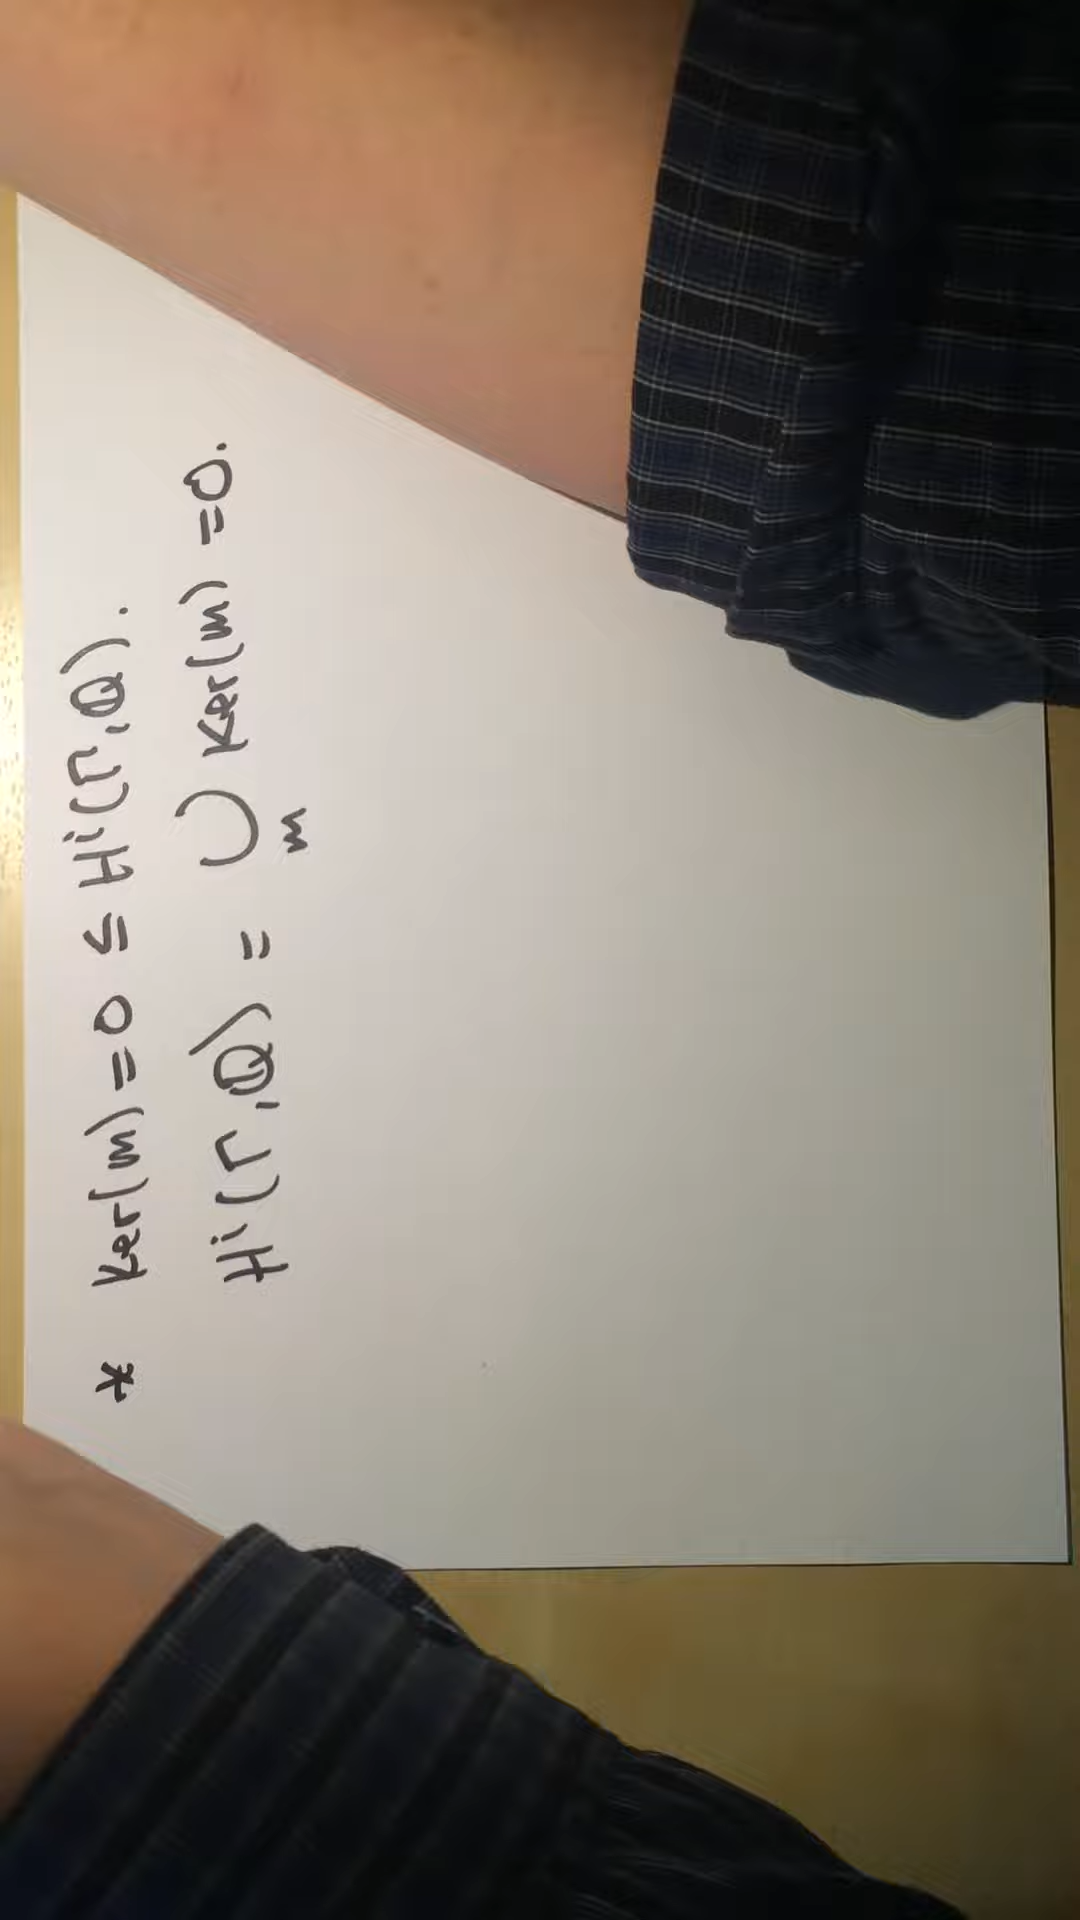 * Ker(m) = 0 ≤ Hⁱ(Γ, ℚ).
Hⁱ(Γ, ℚ) = ⋃ Ker(m) = 0.
m